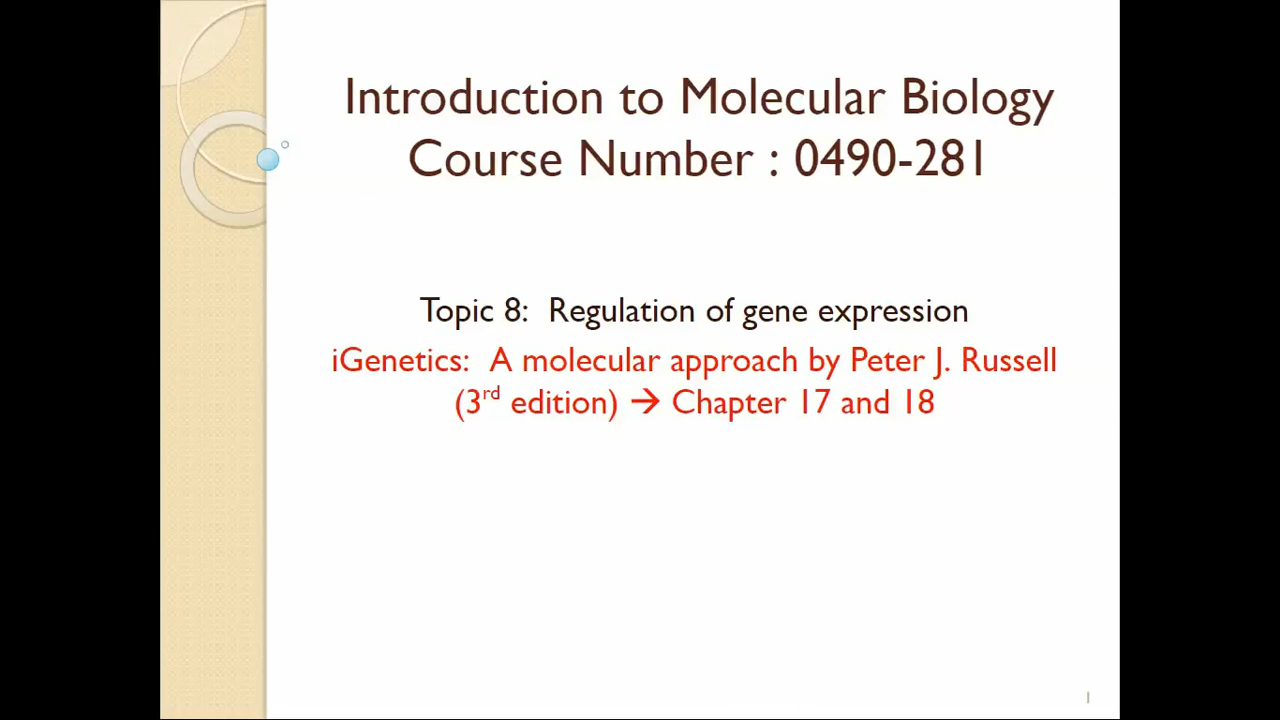 Introduction to Molecular Biology
Course Number : 0490-281
Topic 8:  Regulation of gene expression
iGenetics:  A molecular approach by Peter J. Russell
(3rd edition) → Chapter 17 and 18
1